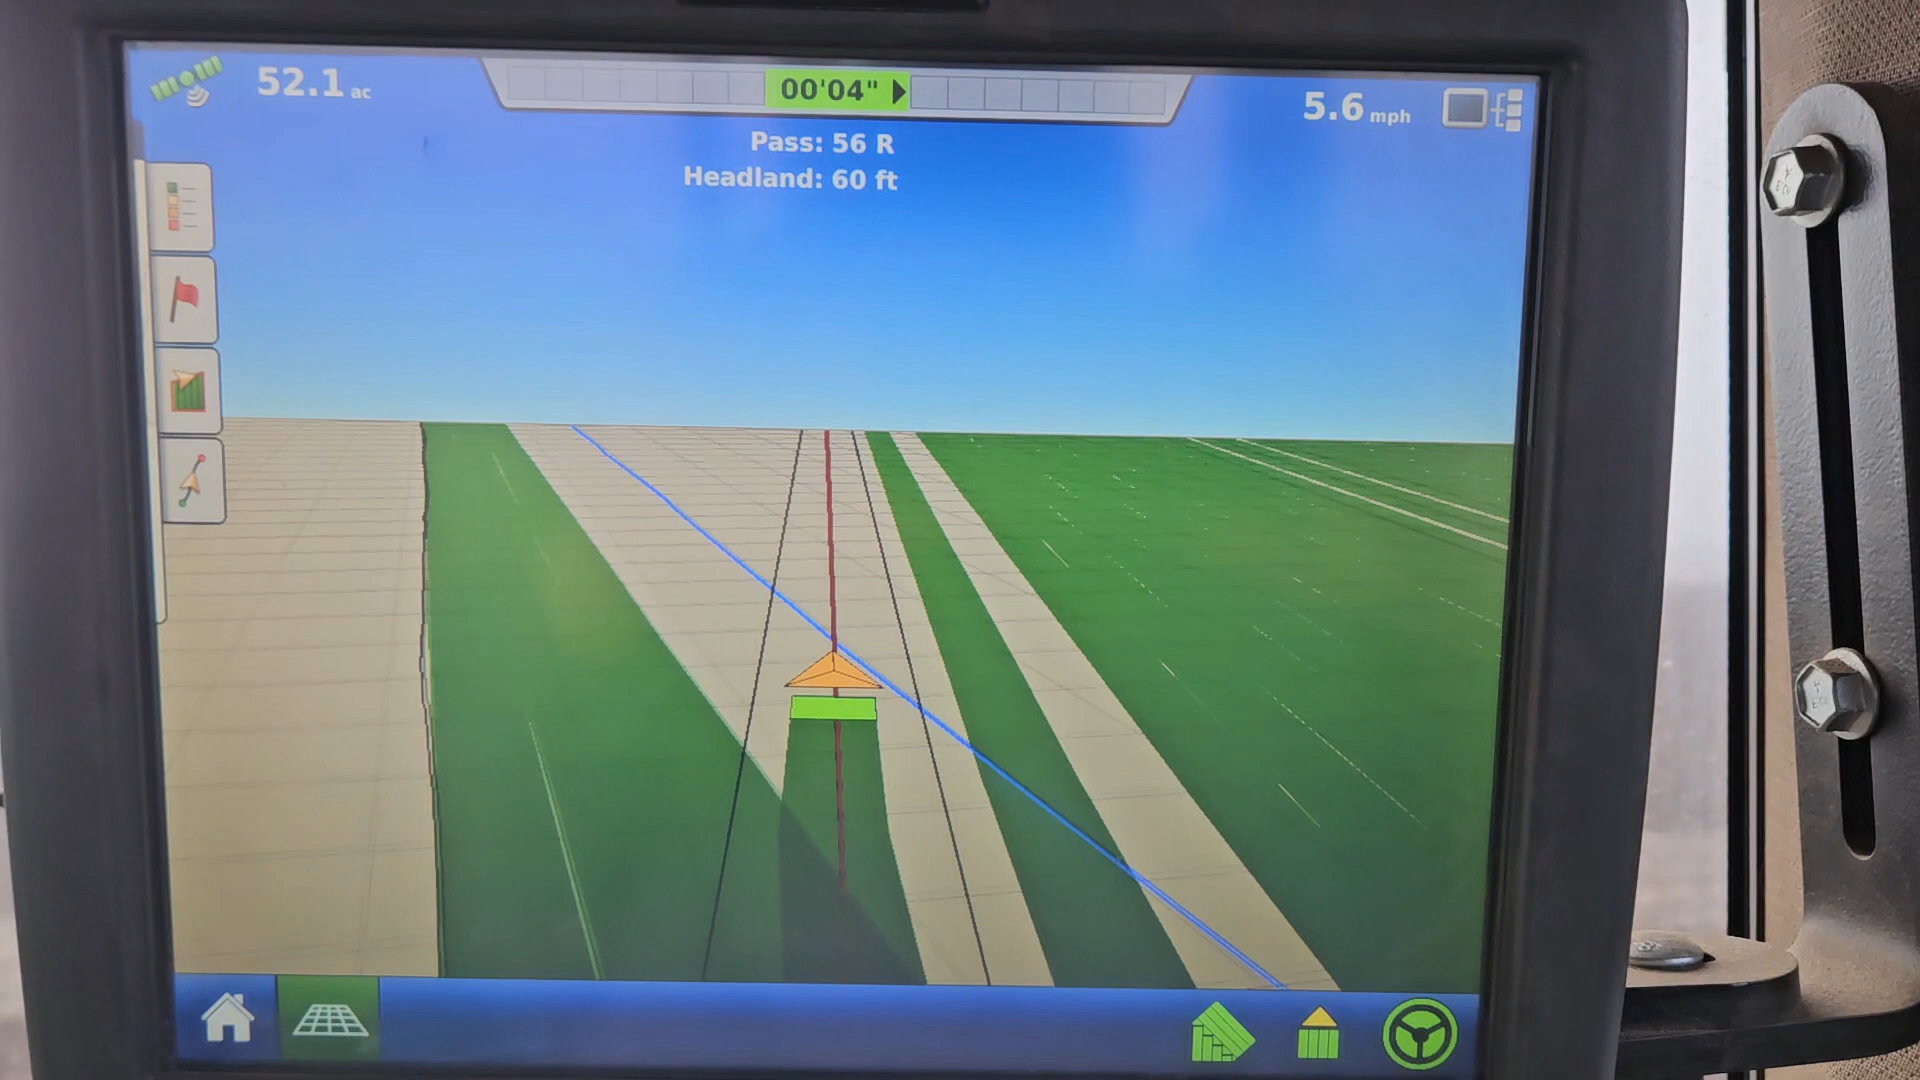 52.1 ac
00'04"
5.6 mph
Pass: 56 R
Headland: 60 ft